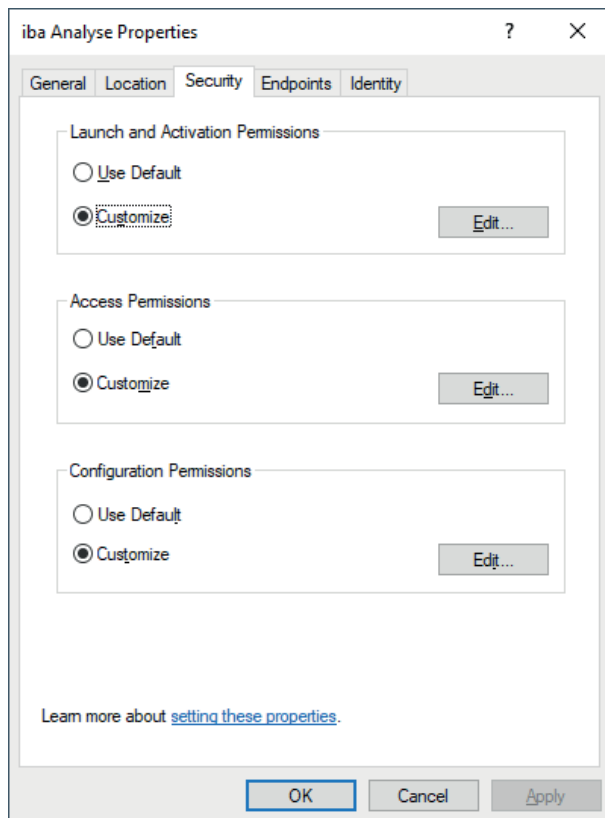 iba Analyse Properties
?
General Location Security Endpoints Identity
Launch and Activation Permissions
Use Default
Customize
Edit...
Access Permissions
Use Default
Customize
Edit...
Configuration Permissions
Use Default
Customize
Edit...
Learn more about setting these properties.
OK Cancel Apply